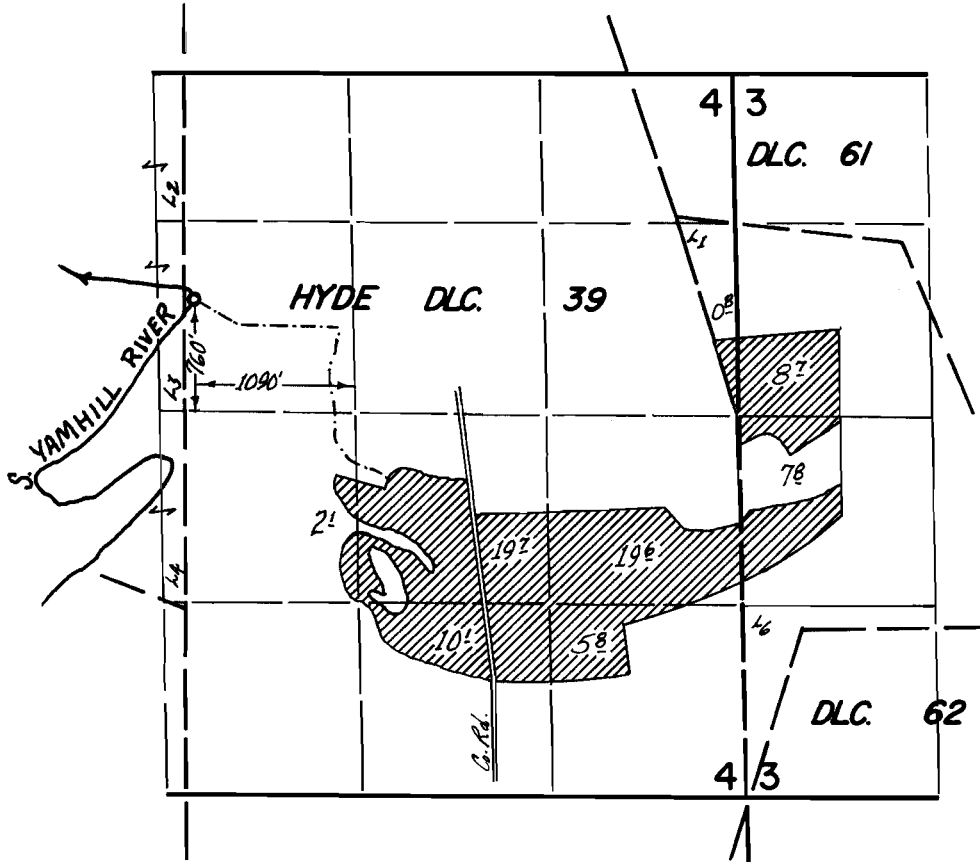 4 3
DLC. 61
L2
L1
HYDE DLC. 39
0 8
S. YAMHILL RIVER
760'
1090'
L3
8 7
7 8
2 1
19 7
19 6
L4
10 1
5 8
L6
Co. Rd.
DLC. 62
4 3